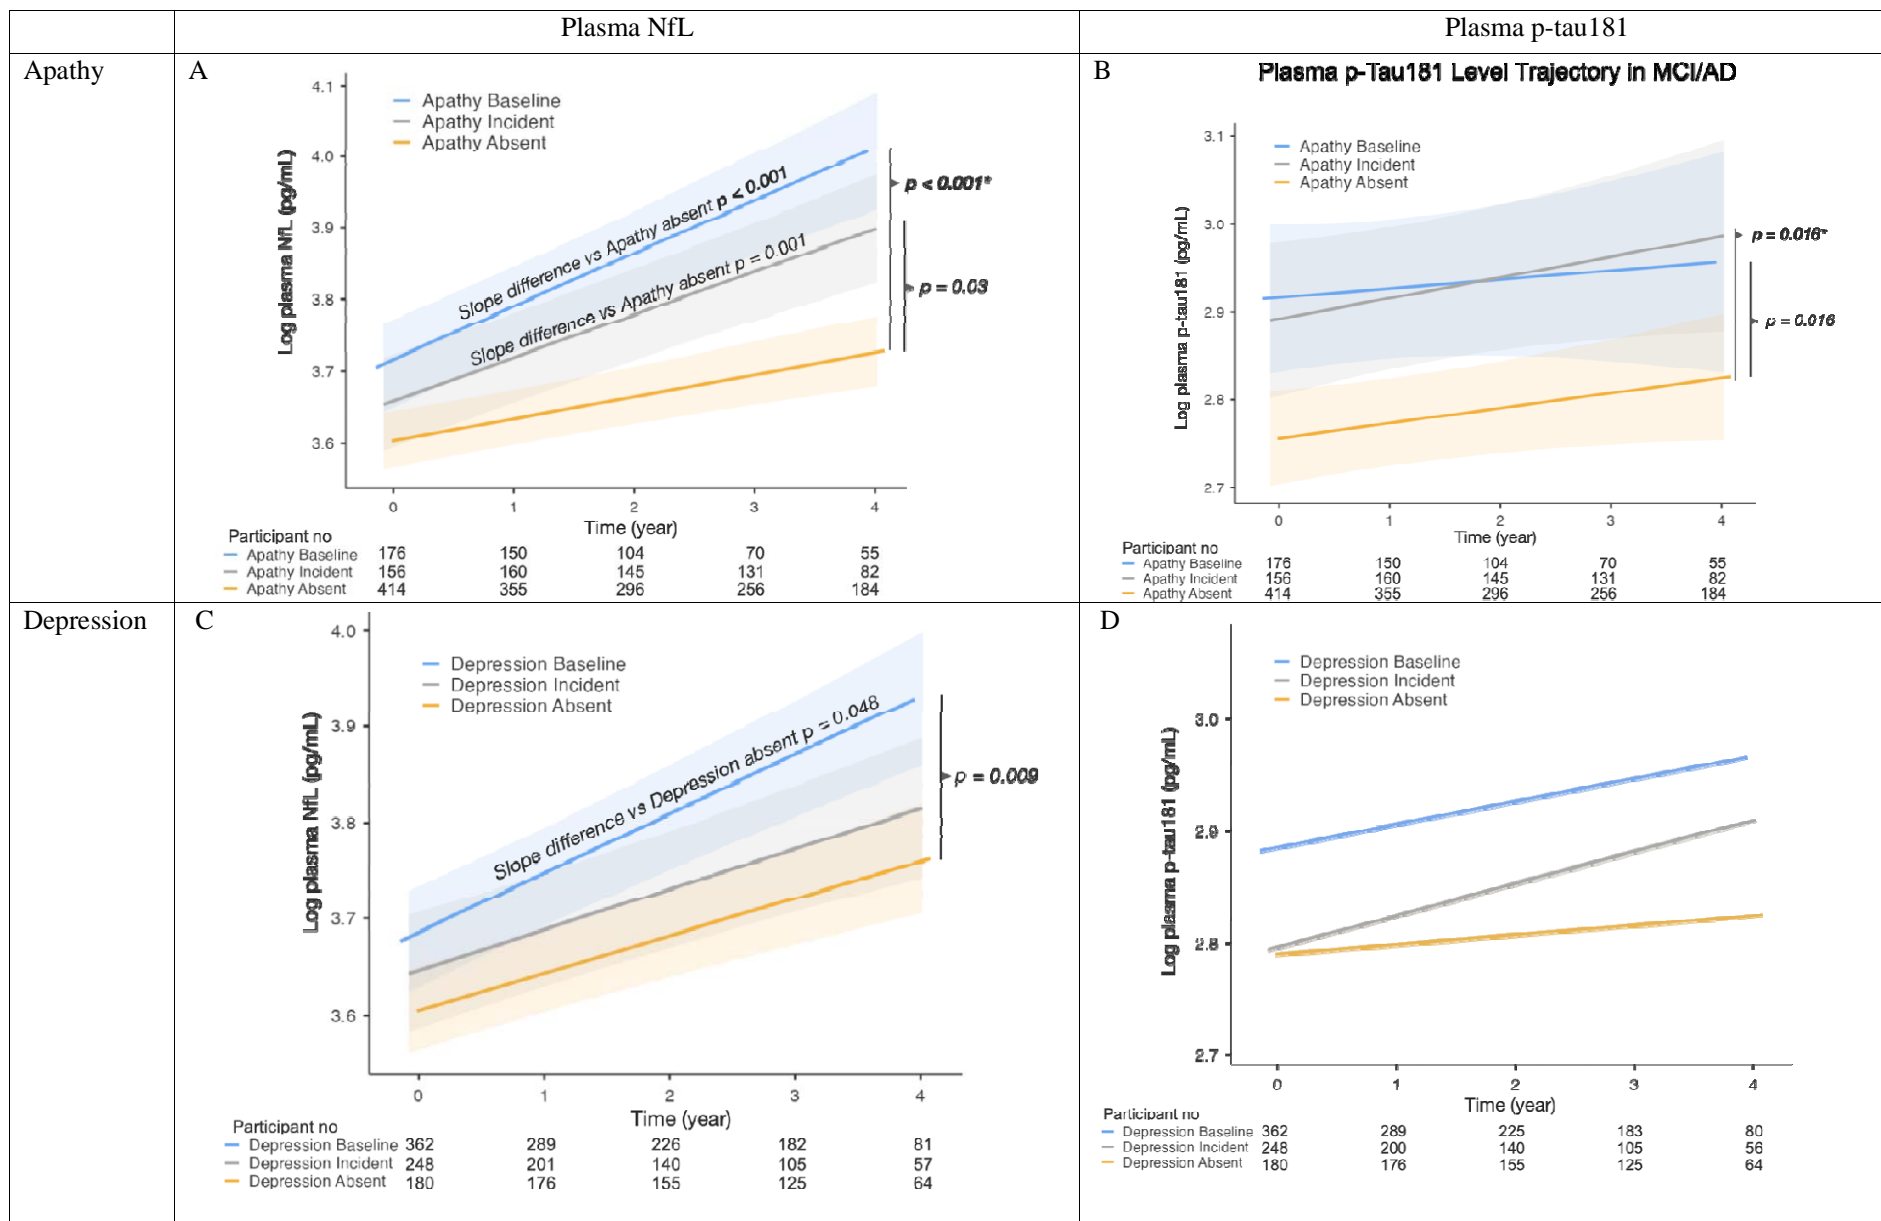 Plasma NfL
Plasma p-tau181
Apathy
A
4.1
4.0
3.9
3.8
3.7
3.6
Log plasma NfL (pg/mL)
Apathy Baseline
Apathy Incident
Apathy Absent
Slope difference vs Apathy absent p < 0.001
Slope difference vs Apathy absent p = 0.001
p < 0.001*
p = 0.03
0 1 2 3 4
Time (year)
Participant no
Apathy Baseline 176 150 104 70 55
Apathy Incident 156 160 145 131 82
Apathy Absent 414 355 296 256 184
B
Plasma p-Tau181 Level Trajectory in MCI/AD
3.1
3.0
2.9
2.8
2.7
Log plasma p-tau181 (pg/mL)
Apathy Baseline
Apathy Incident
Apathy Absent
p = 0.016*
p = 0.016
0 1 2 3 4
Time (year)
Participant no
Apathy Baseline 176 150 104 70 55
Apathy Incident 156 160 145 131 82
Apathy Absent 414 355 296 256 184
Depression
C
4.0
3.9
3.8
3.7
3.6
Log plasma NfL (pg/mL)
Depression Baseline
Depression Incident
Depression Absent
Slope difference vs Depression absent p = 0.048
p = 0.009
0 1 2 3 4
Time (year)
Participant no
Depression Baseline 362 289 226 182 81
Depression Incident 248 201 140 105 57
Depression Absent 180 176 155 125 64
D
3.0
2.9
2.8
2.7
Log plasma p-tau181 (pg/mL)
Depression Baseline
Depression Incident
Depression Absent
0 1 2 3 4
Time (year)
Participant no
Depression Baseline 362 289 225 183 80
Depression Incident 248 200 140 105 56
Depression Absent 180 176 155 125 64